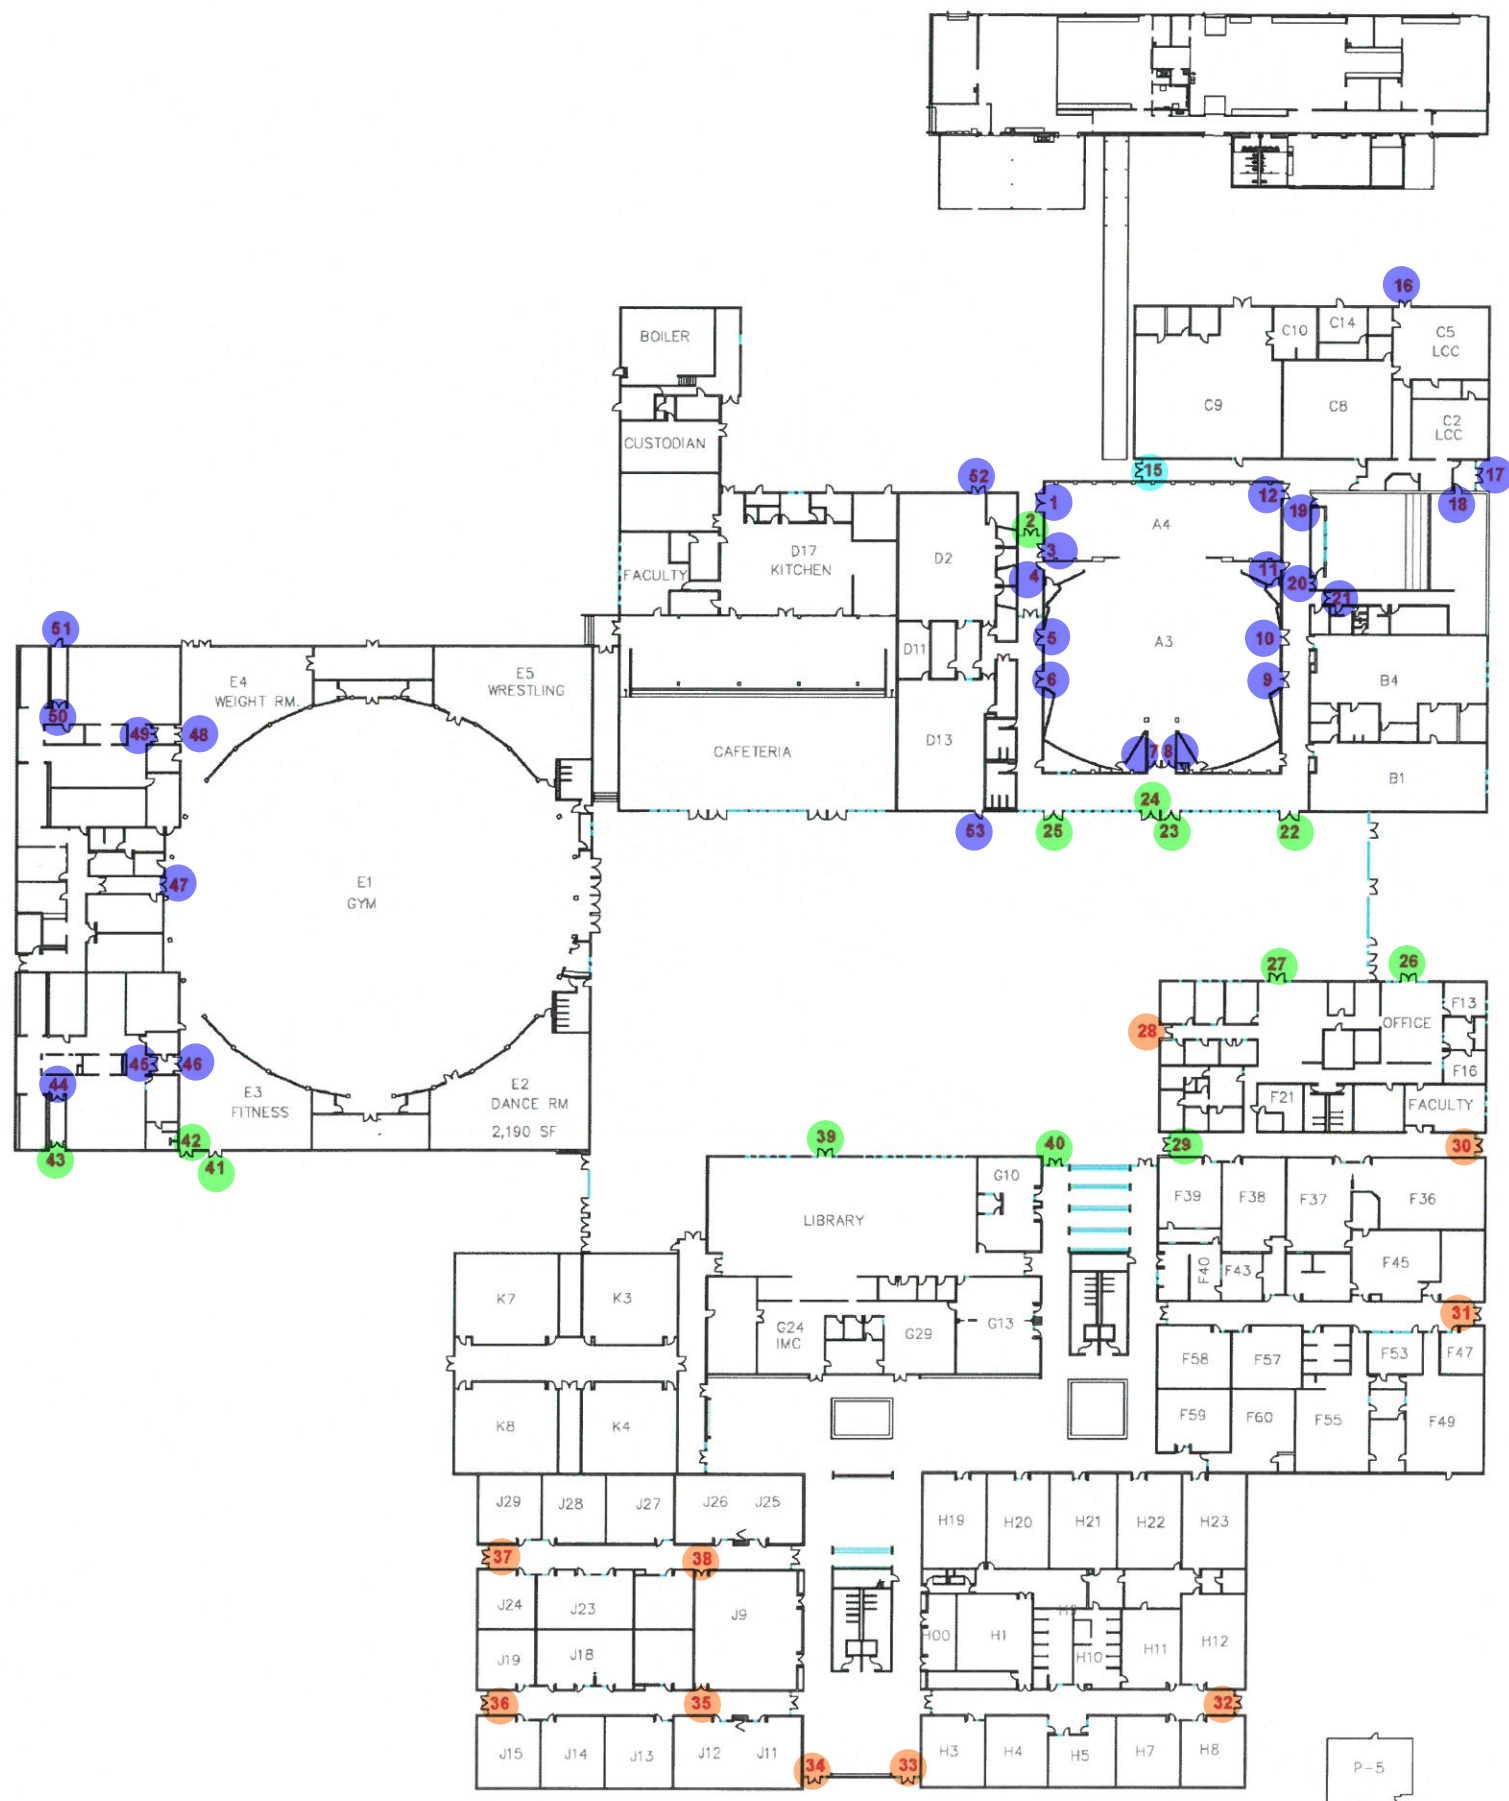 16
BOILER
C10
C14
C5
LCC
C9
C8
C2
LCC
CUSTODIAN
52
15
12
17
1
19
18
2
A4
D17
KITCHEN
D2
3
FACULTY
4
11
20
21
51
5
10
A3
D11
E4
WEIGHT RM.
E5
WRESTLING
6
9
B4
50
49
48
CAFETERIA
D13
7
8
B1
24
25
53
23
22
47
E1
GYM
27
26
F13
28
OFFICE
45
46
F16
44
E3
FITNESS
E2
DANCE RM
2,190 SF
F21
FACULTY
42
43
41
39
40
29
30
G10
F39
F38
F37
F36
LIBRARY
F40
F43
F45
K7
K3
31
G24
IMC
G29
G13
F58
F57
F53
F47
K8
K4
F59
F60
F55
F49
J29
J28
J27
J26
J25
H19
H20
H21
H22
H23
37
38
J24
J23
J9
H9
H00
H1
H10
H11
H12
J19
J18
36
35
32
J15
J14
J13
J12
J11
34
33
H3
H4
H5
H7
H8
P-5